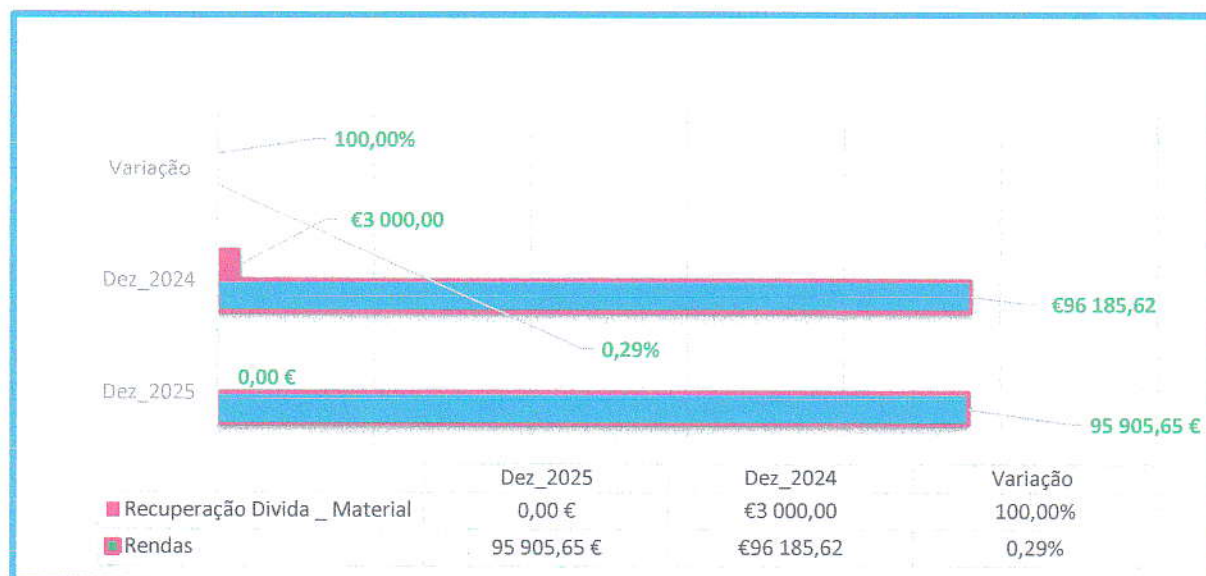 100,00%
Variação
€3 000,00
Dez_2024
€96 185,62
0,29%
0,00 €
Dez_2025
95 905,65 €
Dez_2025 Dez_2024 Variação
Recuperação Divida _ Material 0,00 € €3 000,00 100,00%
Rendas 95 905,65 € €96 185,62 0,29%